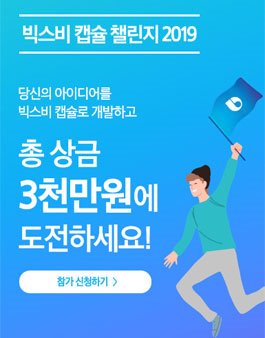 빅스비 캡슐 챌린지 2019
당신의 아이디어를
빅스비 캡슐로 개발하고
총 상금
3천만원에
도전하세요!
참가 신청하기 >